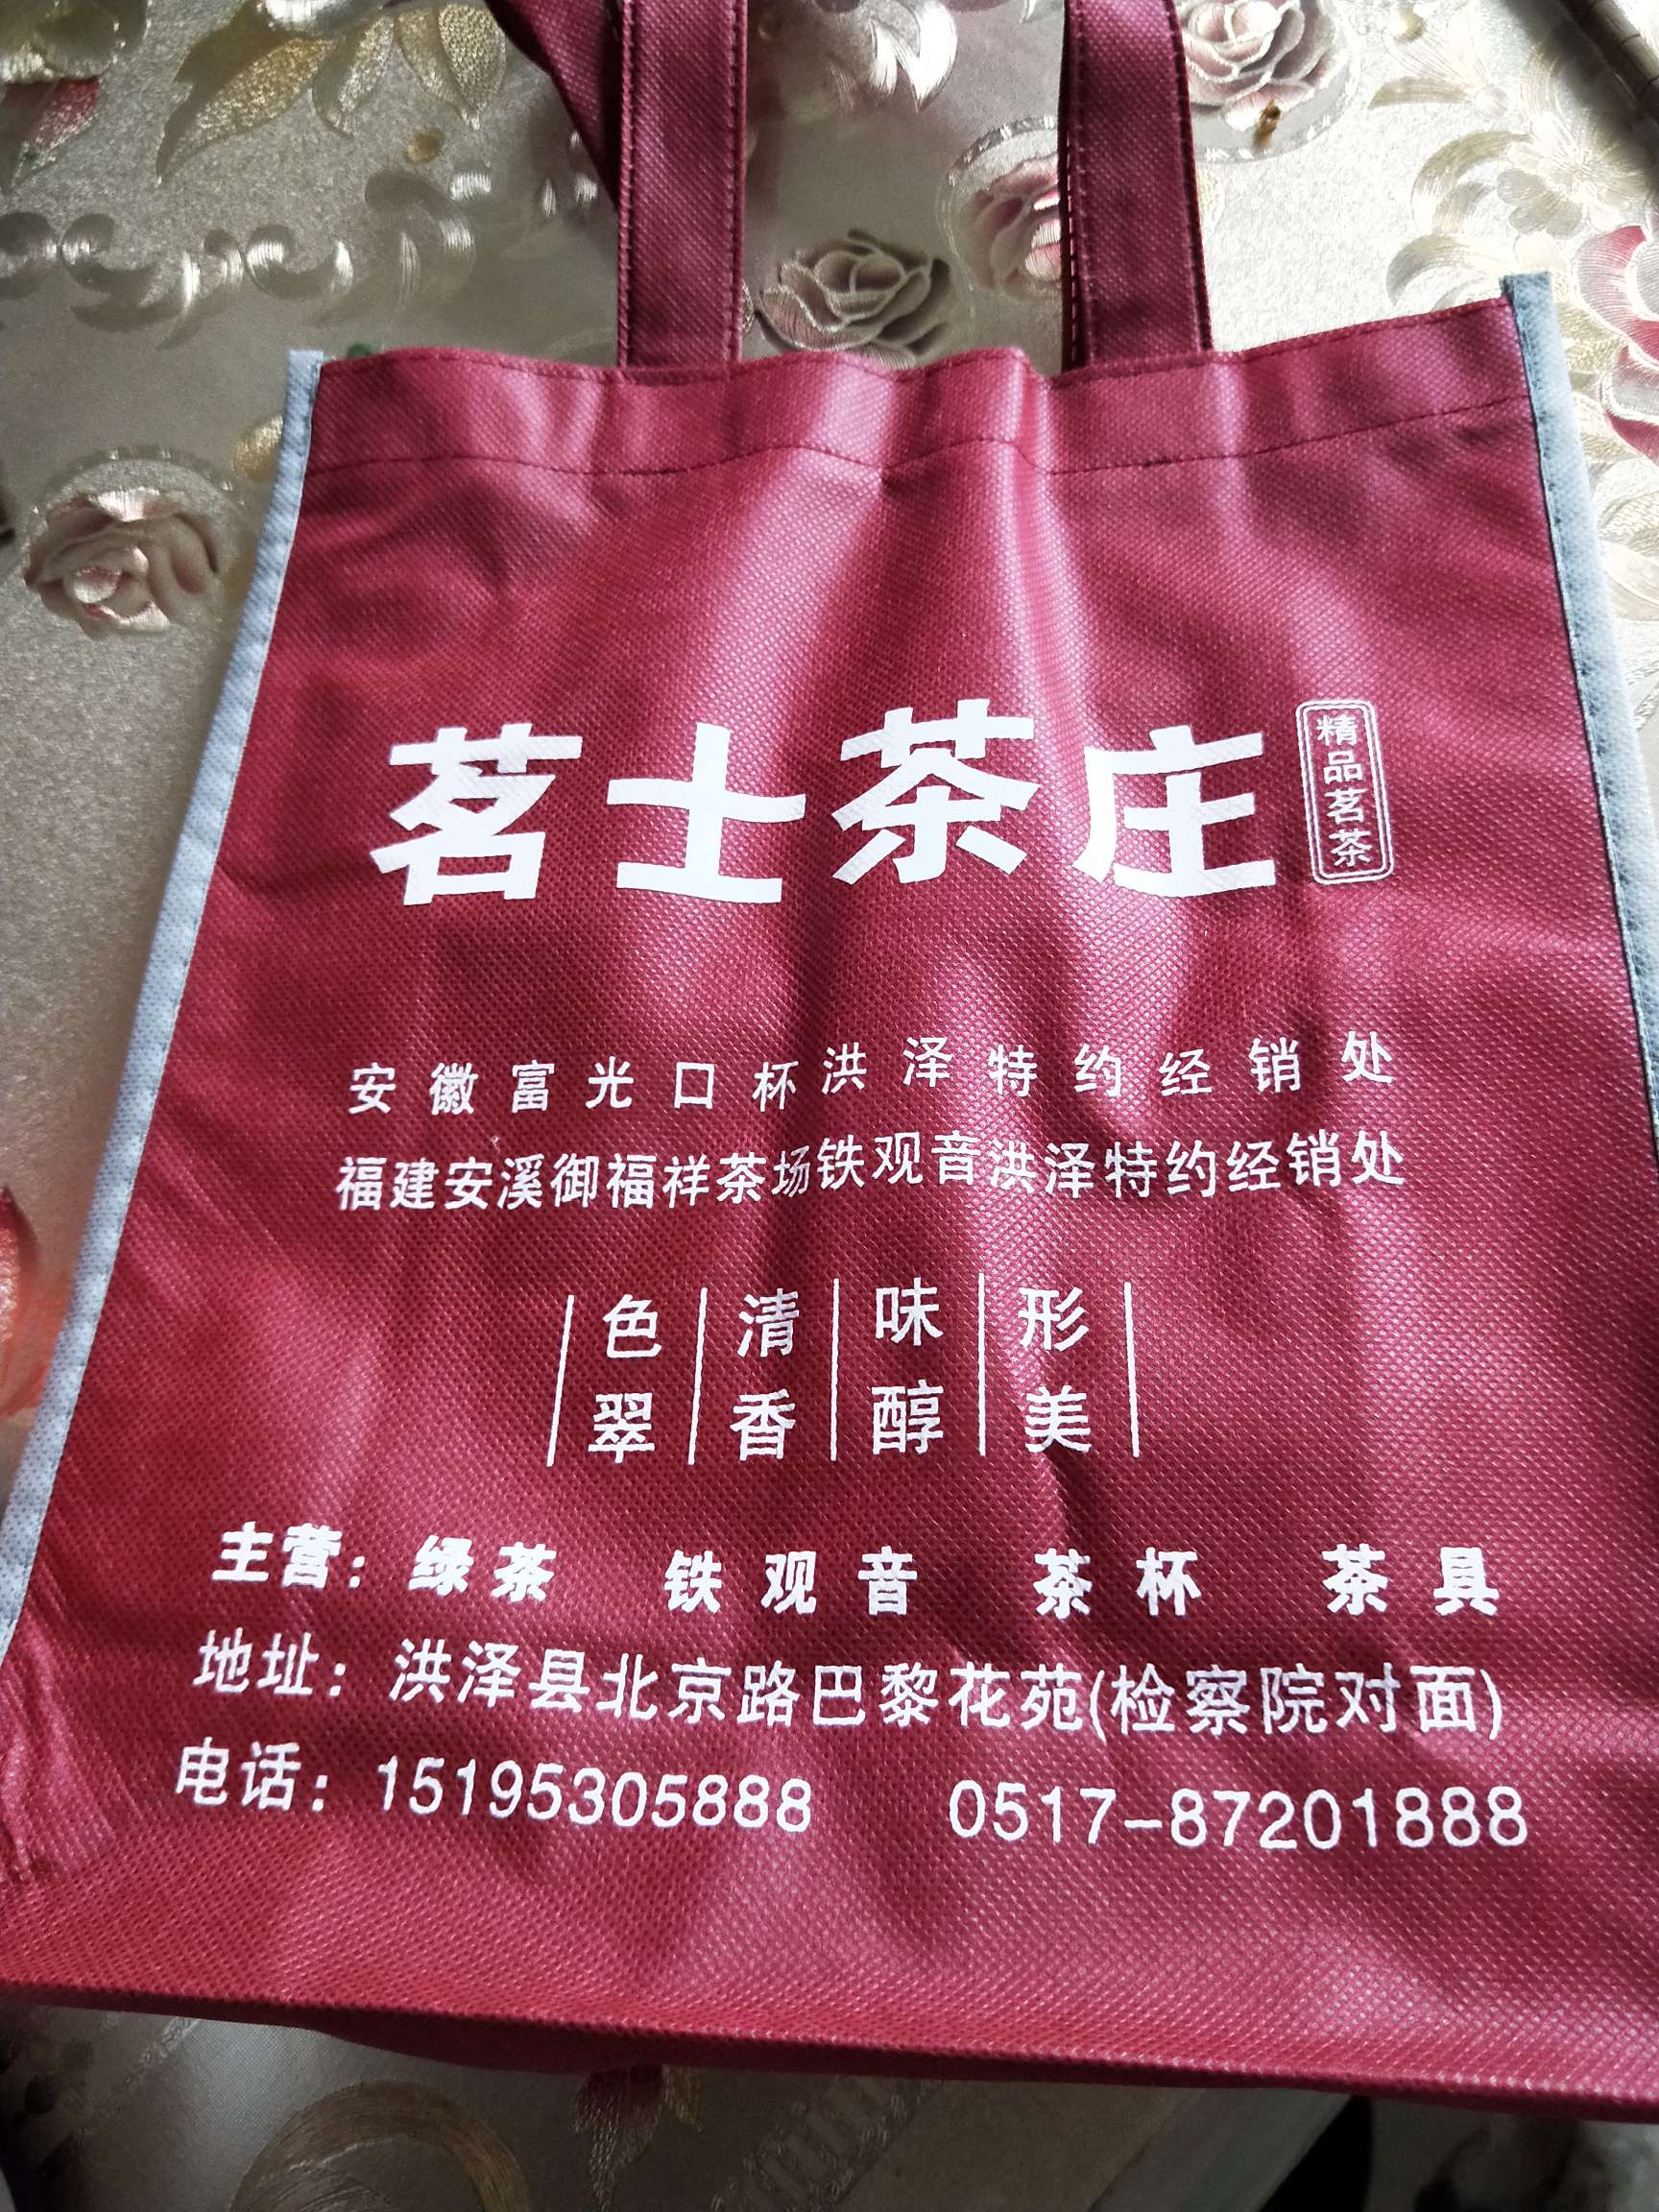 茗士茶庄
精品茗茶
安徽富光口杯洪泽特约经销处
福建安溪御福祥茶场铁观音洪泽特约经销处
色翠 清香 味醇 形美
主营：绿茶 铁观音 茶杯 茶具
地址：洪泽县北京路巴黎花苑(检察院对面)
电话：15195305888 0517-87201888